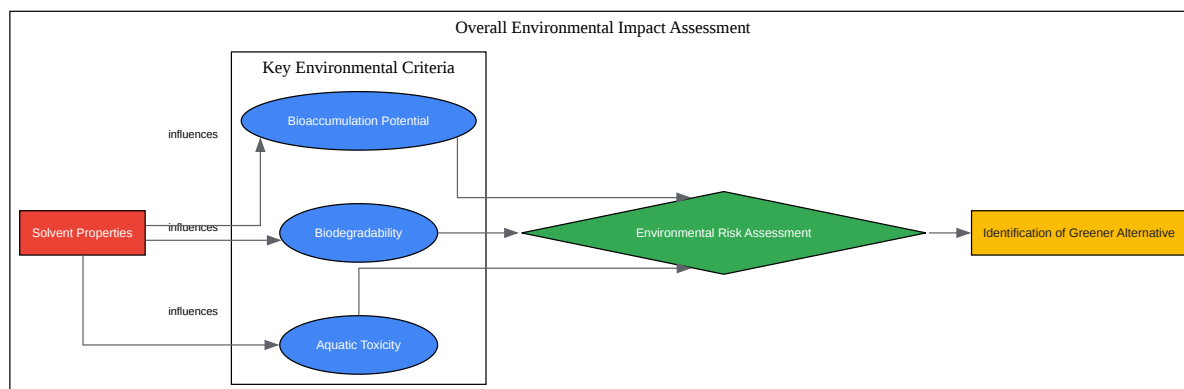 Overall Environmental Impact Assessment
Key Environmental Criteria
Bioaccumulation Potential
influences
Solvent Properties
influences
Biodegradability
Environmental Risk Assessment
Identification of Greener Alternative
influences
Aquatic Toxicity